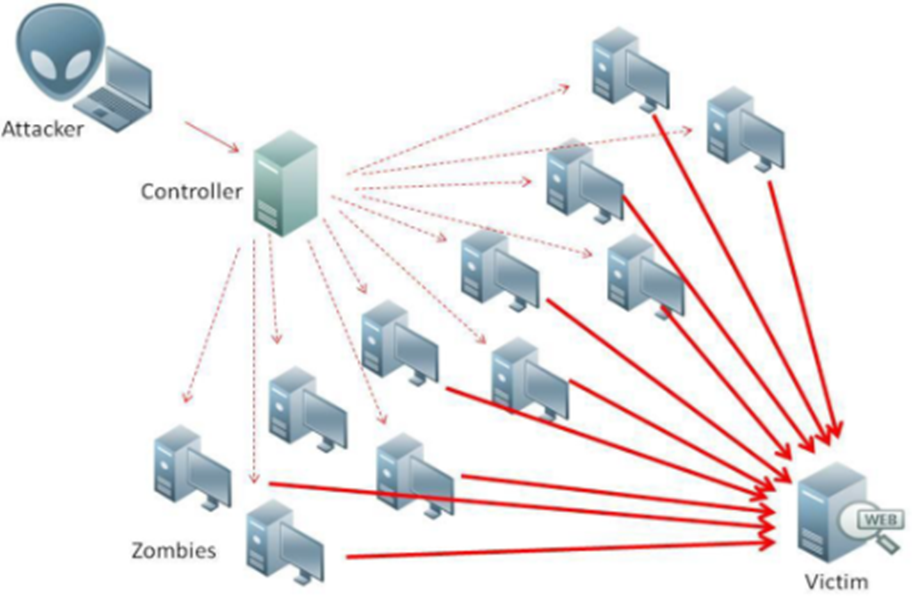 Attacker
Controller
WEB
Zombies
Victim